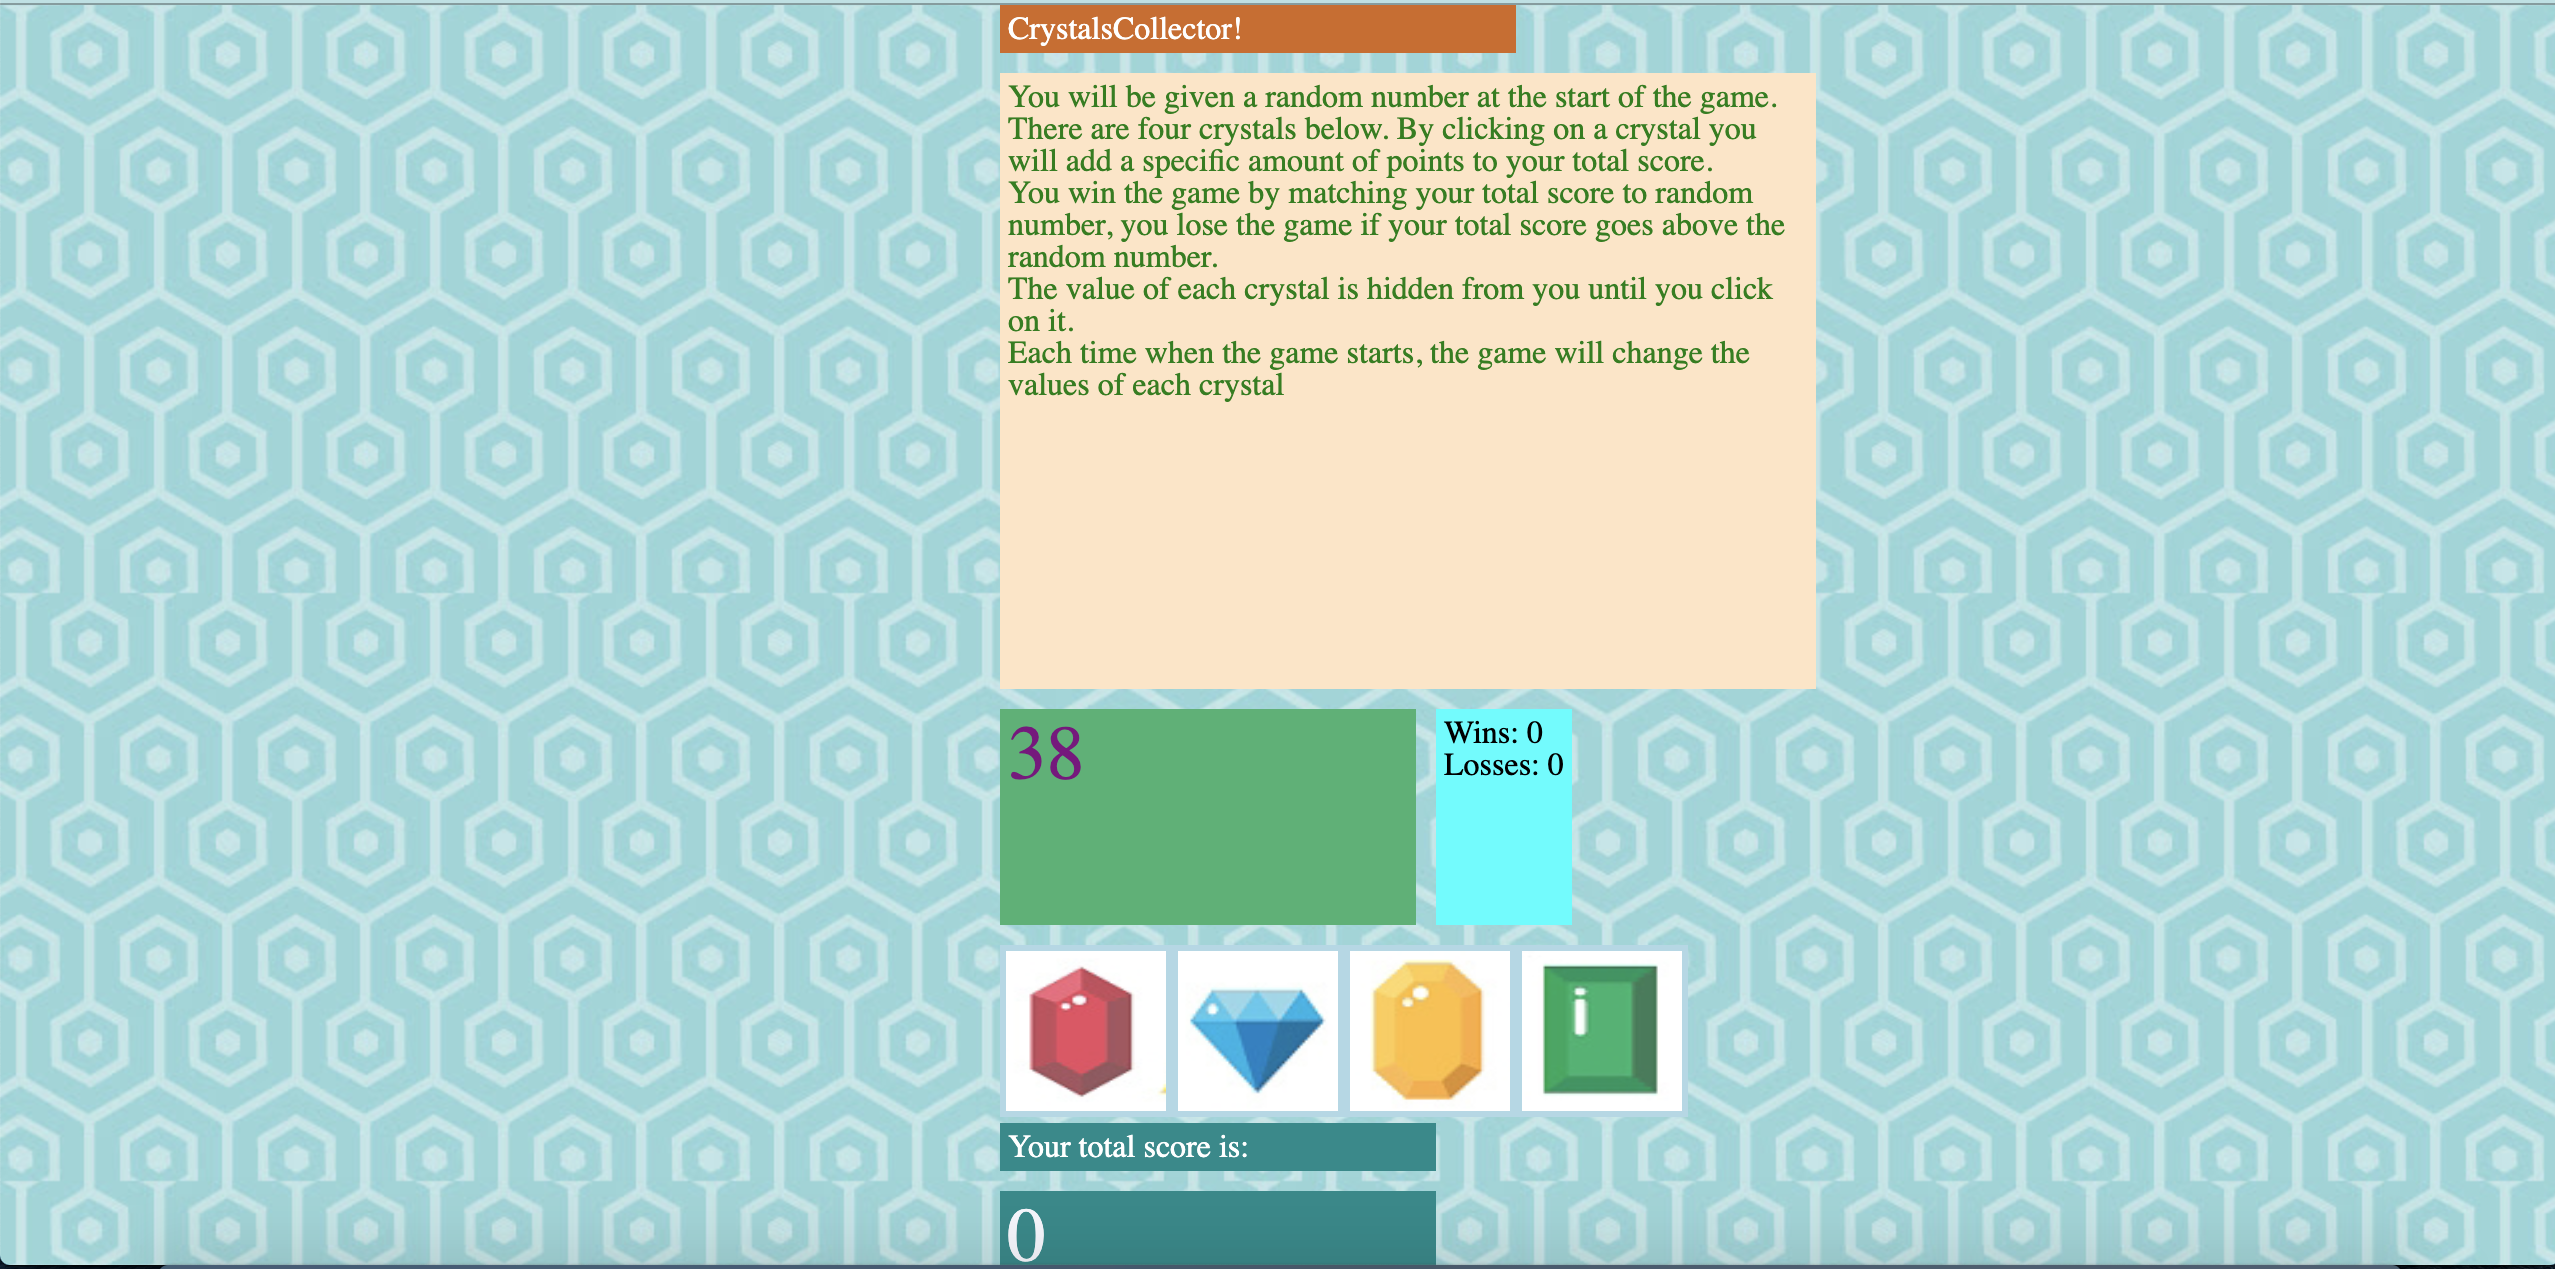 CrystalsCollector!
You will be given a random number at the start of the game.
There are four crystals below. By clicking on a crystal you
will add a specific amount of points to your total score.
You win the game by matching your total score to random
number, you lose the game if your total score goes above the
random number.
The value of each crystal is hidden from you until you click
on it.
Each time when the game starts, the game will change the
values of each crystal
38
Wins: 0
Losses: 0
Your total score is:
0